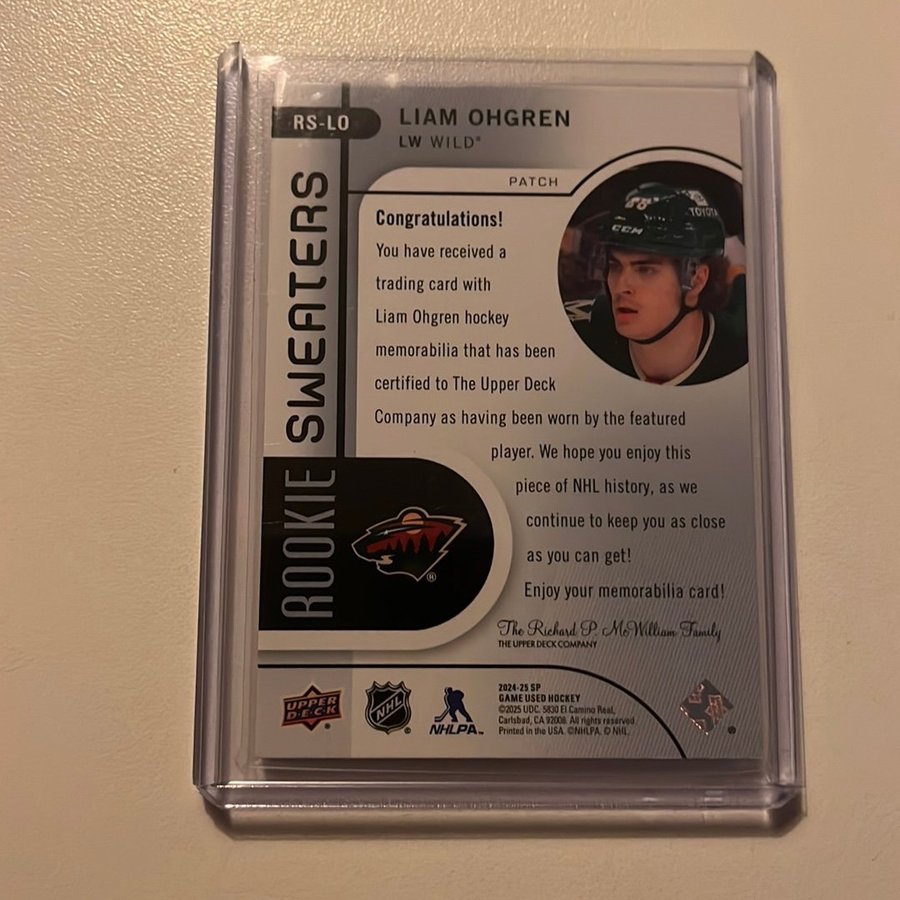 RS-LO
LIAM OHGREN
LW WILD®
PATCH
ROOKIE SWEATERS
Congratulations!
You have received a
trading card with
Liam Ohgren hockey
memorabilia that has been
certified to The Upper Deck
Company as having been worn by the featured
player. We hope you enjoy this
piece of NHL history, as we
continue to keep you as close
as you can get!
Enjoy your memorabilia card!
The Richard P. McWilliam Family
THE UPPER DECK COMPANY
TOYOTA
CCM
®
UPPER
DECK
®
NHL
®
NHLPA™
2024-25 SP
GAME USED HOCKEY
©2025 UDC. 5830 El Camino Real,
Carlsbad, CA 92008. All rights reserved.
Printed in the USA. ©NHLPA. © NHL.